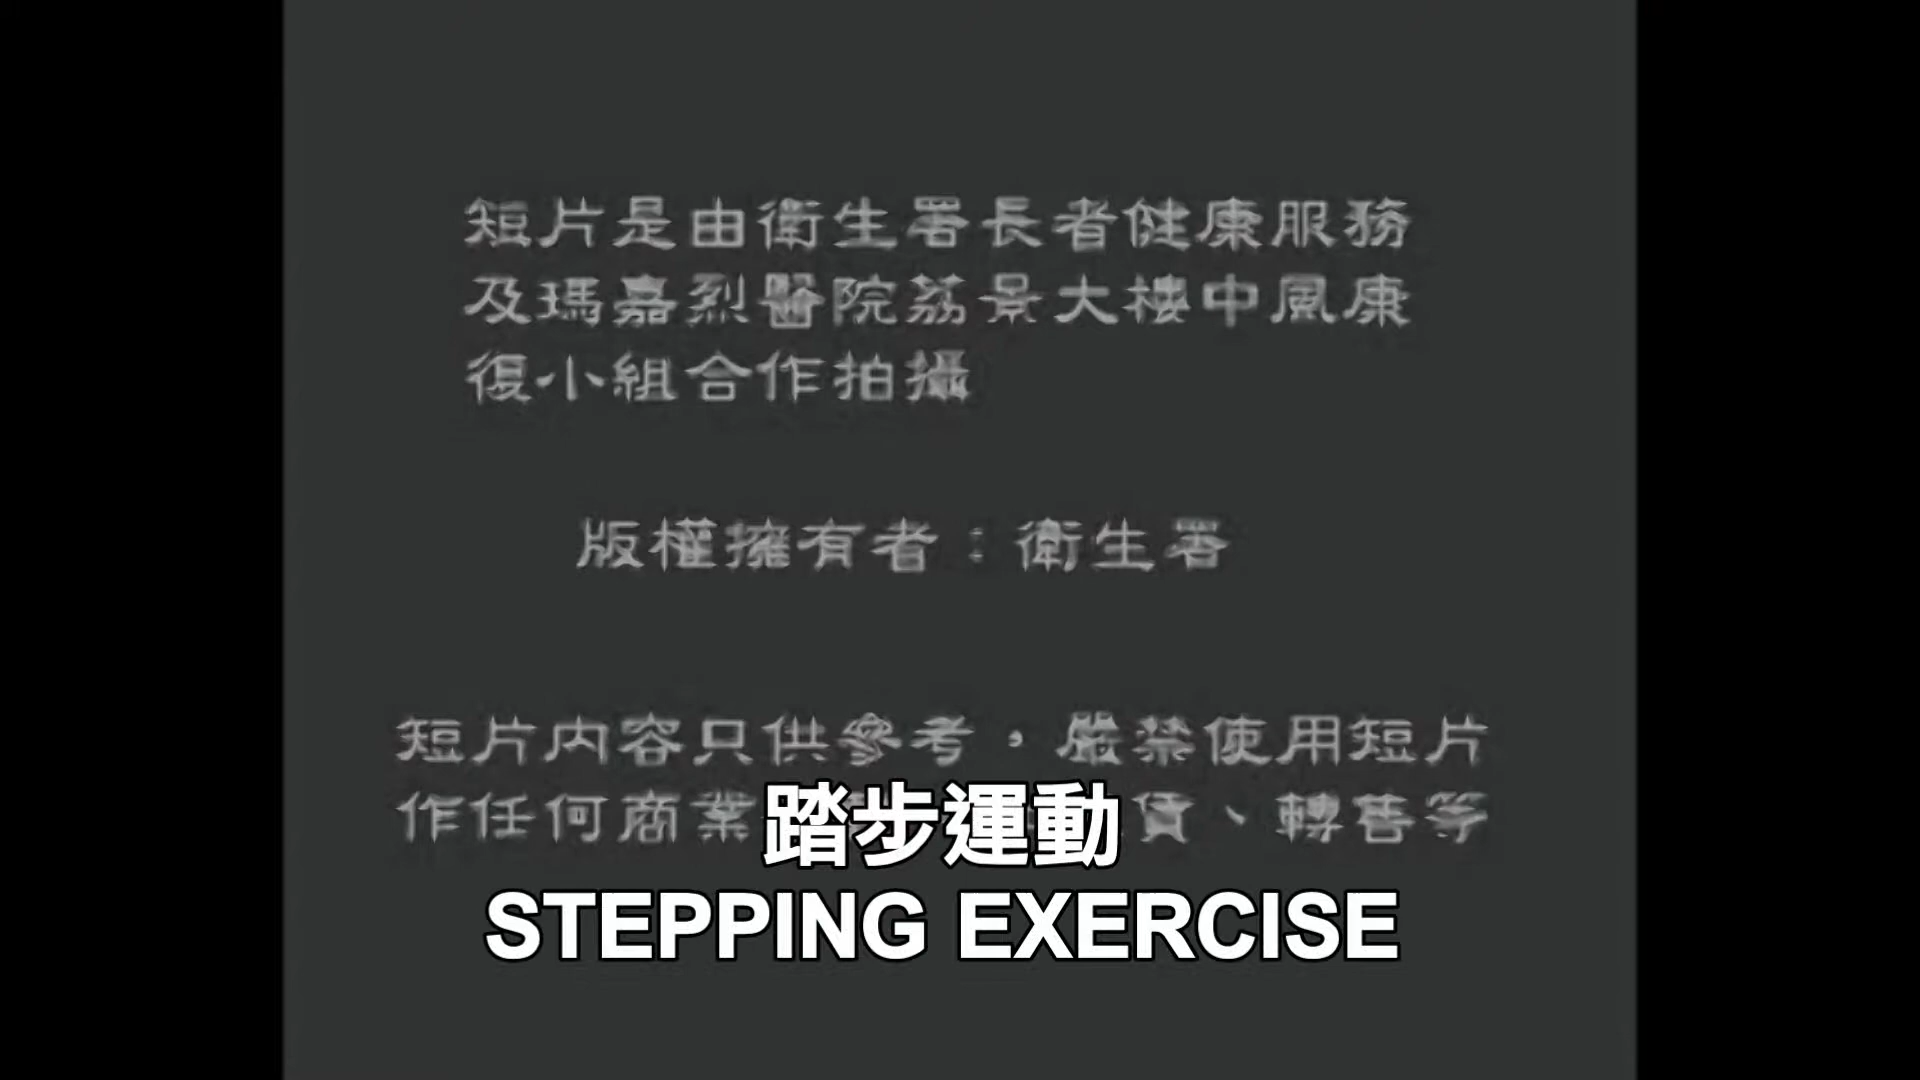 短片是由衛生署長者健康服務
及瑪嘉烈醫院荔景大樓中風康
復小組合作拍攝
版權擁有者：衛生署
短片內容只供參考，嚴禁使用短片
作任何商業 賃、轉售等
踏步運動
STEPPING EXERCISE